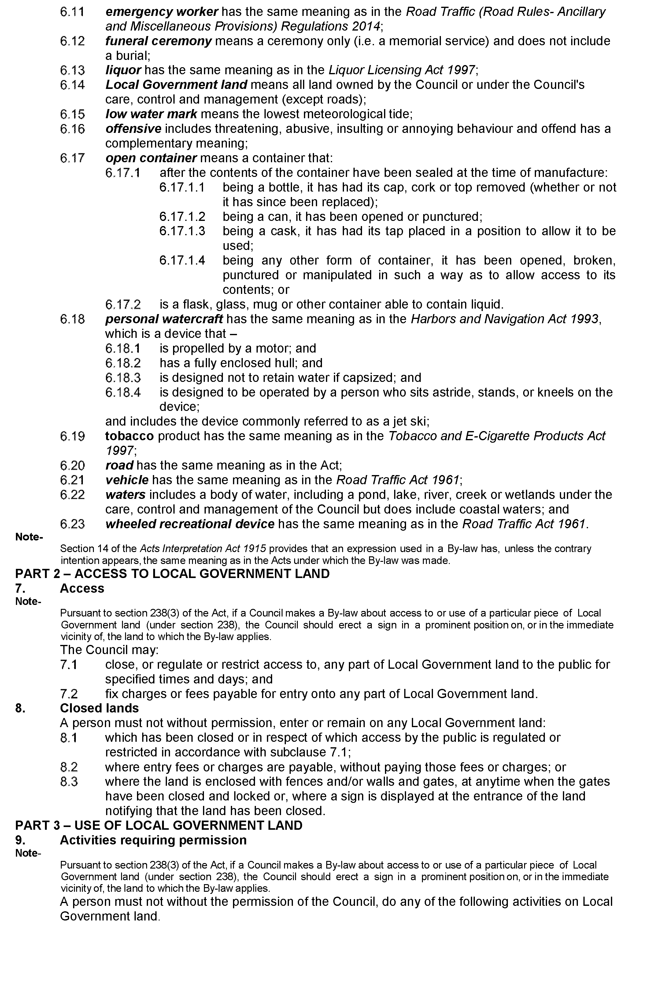 6.11 emergency worker has the same meaning as in the Road Traffic (Road Rules- Ancillary
and Miscellaneous Provisions) Regulations 2014;
6.12 funeral ceremony means a ceremony only (i.e. a memorial service) and does not include
a burial;
6.13 liquor has the same meaning as in the Liquor Licensing Act 1997;
6.14 Local Government land means all land owned by the Council or under the Council's
care, control and management (except roads);
6.15 low water mark means the lowest meteorological tide;
6.16 offensive includes threatening, abusive, insulting or annoying behaviour and offend has a
complementary meaning;
6.17 open container means a container that:
6.17.1 after the contents of the container have been sealed at the time of manufacture:
6.17.1.1 being a bottle, it has had its cap, cork or top removed (whether or not
it has since been replaced);
6.17.1.2 being a can, it has been opened or punctured;
6.17.1.3 being a cask, it has had its tap placed in a position to allow it to be
used;
6.17.1.4 being any other form of container, it has been opened, broken,
punctured or manipulated in such a way as to allow access to its
contents; or
6.17.2 is a flask, glass, mug or other container able to contain liquid.
6.18 personal watercraft has the same meaning as in the Harbors and Navigation Act 1993,
which is a device that –
6.18.1 is propelled by a motor; and
6.18.2 has a fully enclosed hull; and
6.18.3 is designed not to retain water if capsized; and
6.18.4 is designed to be operated by a person who sits astride, stands, or kneels on the
device;
and includes the device commonly referred to as a jet ski;
6.19 tobacco product has the same meaning as in the Tobacco and E-Cigarette Products Act
1997;
6.20 road has the same meaning as in the Act;
6.21 vehicle has the same meaning as in the Road Traffic Act 1961;
6.22 waters includes a body of water, including a pond, lake, river, creek or wetlands under the
care, control and management of the Council but does include coastal waters; and
6.23 wheeled recreational device has the same meaning as in the Road Traffic Act 1961.
Note-
Section 14 of the Acts Interpretation Act 1915 provides that an expression used in a By-law has, unless the contrary
intention appears, the same meaning as in the Acts under which the By-law was made.
PART 2 – ACCESS TO LOCAL GOVERNMENT LAND
7. Access
Note-
Pursuant to section 238(3) of the Act, if a Council makes a By-law about access to or use of a particular piece of Local
Government land (under section 238), the Council should erect a sign in a prominent position on, or in the immediate
vicinity of, the land to which the By-law applies.
The Council may:
7.1 close, or regulate or restrict access to, any part of Local Government land to the public for
specified times and days; and
7.2 fix charges or fees payable for entry onto any part of Local Government land.
8. Closed lands
A person must not without permission, enter or remain on any Local Government land:
8.1 which has been closed or in respect of which access by the public is regulated or
restricted in accordance with subclause 7.1;
8.2 where entry fees or charges are payable, without paying those fees or charges; or
8.3 where the land is enclosed with fences and/or walls and gates, at anytime when the gates
have been closed and locked or, where a sign is displayed at the entrance of the land
notifying that the land has been closed.
PART 3 – USE OF LOCAL GOVERNMENT LAND
9. Activities requiring permission
Note-
Pursuant to section 238(3) of the Act, if a Council makes a By-law about access to or use of a particular piece of Local
Government land (under section 238), the Council should erect a sign in a prominent position on, or in the immediate
vicinity of, the land to which the By-law applies.
A person must not without the permission of the Council, do any of the following activities on Local
Government land.